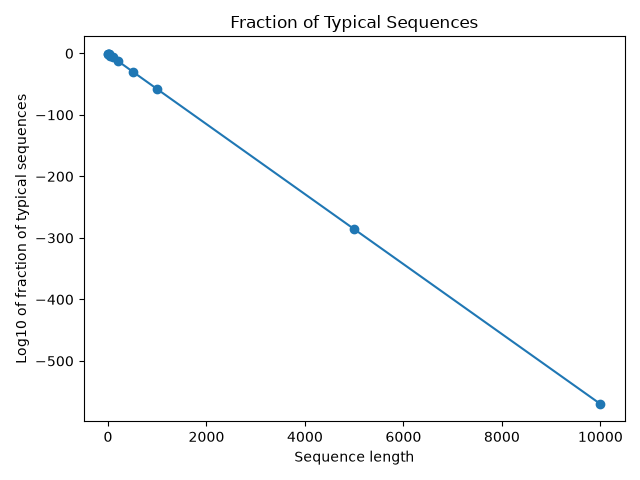 Fraction of Typical Sequences
Log10 of fraction of typical sequences
0
−100
−200
−300
−400
−500
0 2000 4000 6000 8000 10000
Sequence length